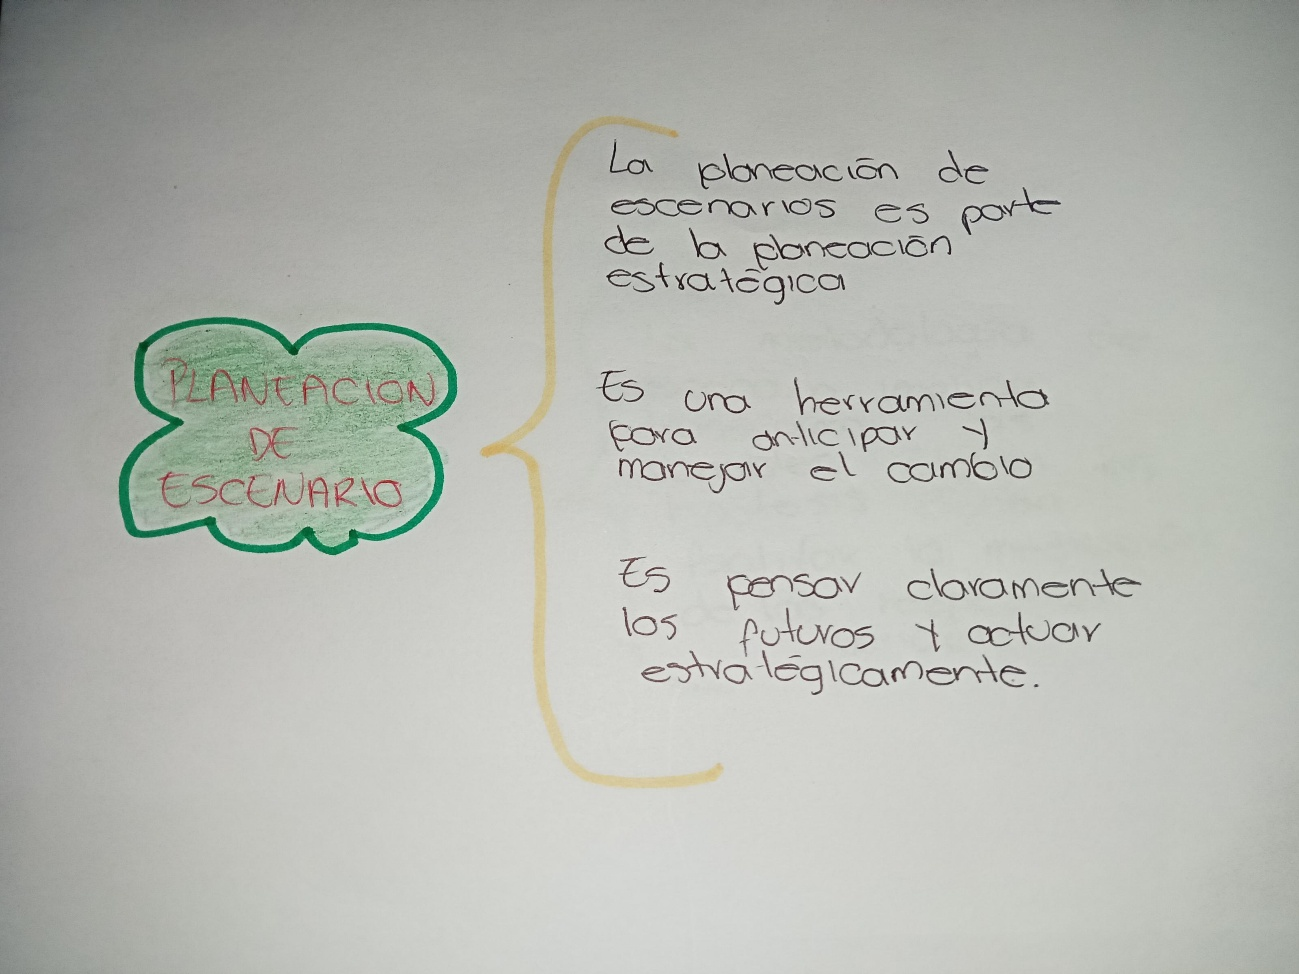 PLANEACION
DE
ESCENARIO
La planeación de
escenarios es parte
de la planeación
estratégica
Es una herramienta
para anticipar y
manejar el cambio
Es pensar claramente
los futuros y actuar
estratégicamente.